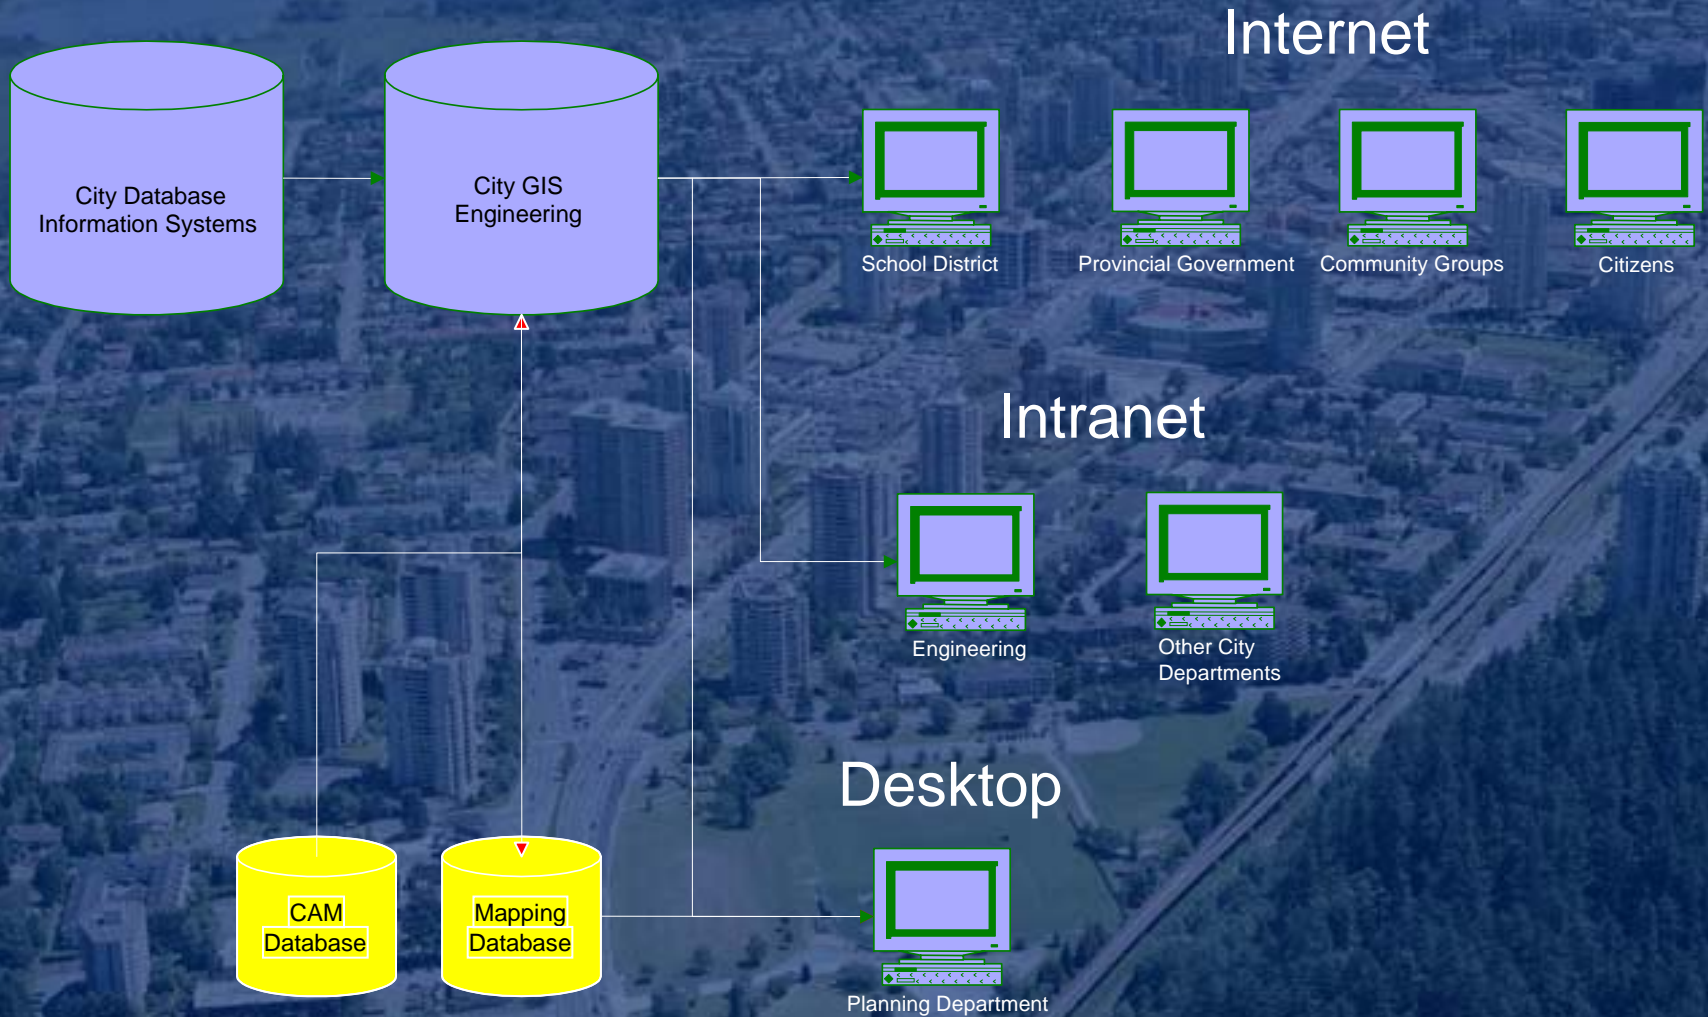 Internet
City Database
Information Systems
City GIS
Engineering
School District
Provincial Government
Community Groups
Citizens
Intranet
Engineering
Other City
Departments
Desktop
CAM
Database
Mapping
Database
Planning Department